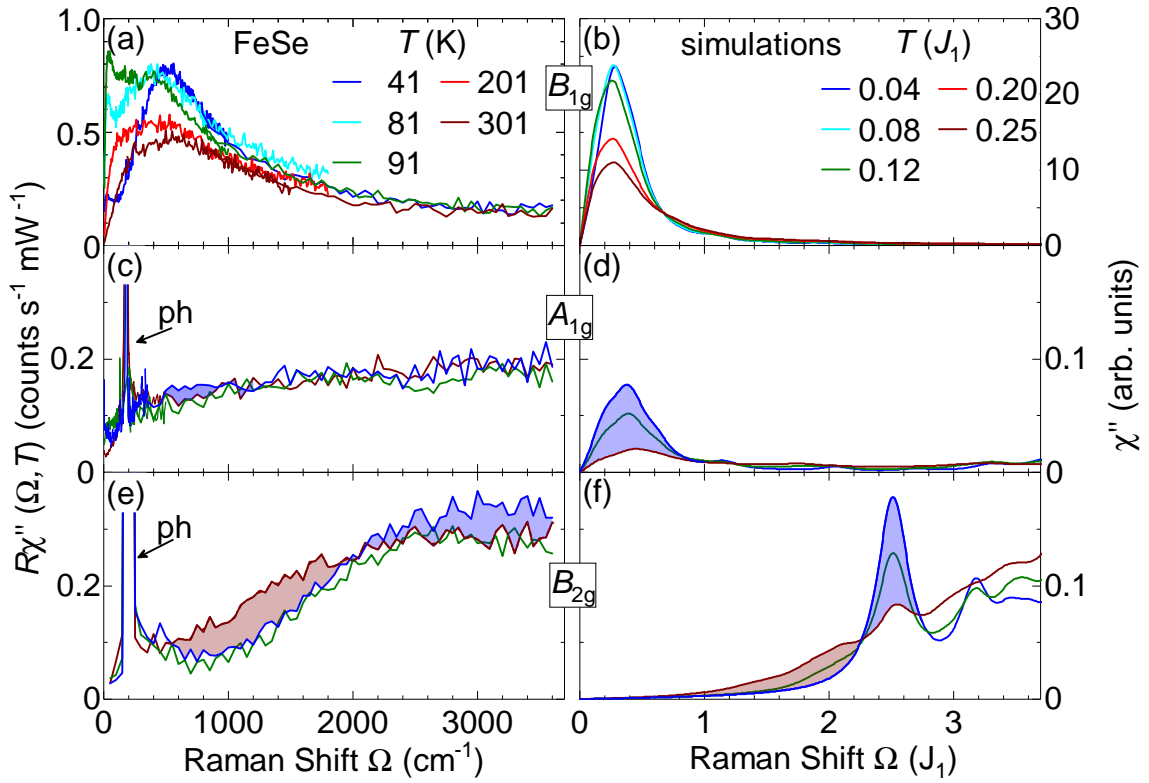 (a) FeSe T (K)
41 201
81 301
91
1.0
0.5
0
B1g
(b) simulations T (J1)
0.04 0.20
0.08 0.25
0.12
30
20
10
0
(c)
ph
0.2
0
A1g
(d)
0.1
0
(e)
ph
0.2
0
B2g
(f)
0.1
0
0 1000 2000 3000
0 1 2 3
Raman Shift Ω (cm⁻¹)
Raman Shift Ω (J1)
Rχ'' (Ω,T) (counts s⁻¹ mW⁻¹)
χ'' (arb. units)